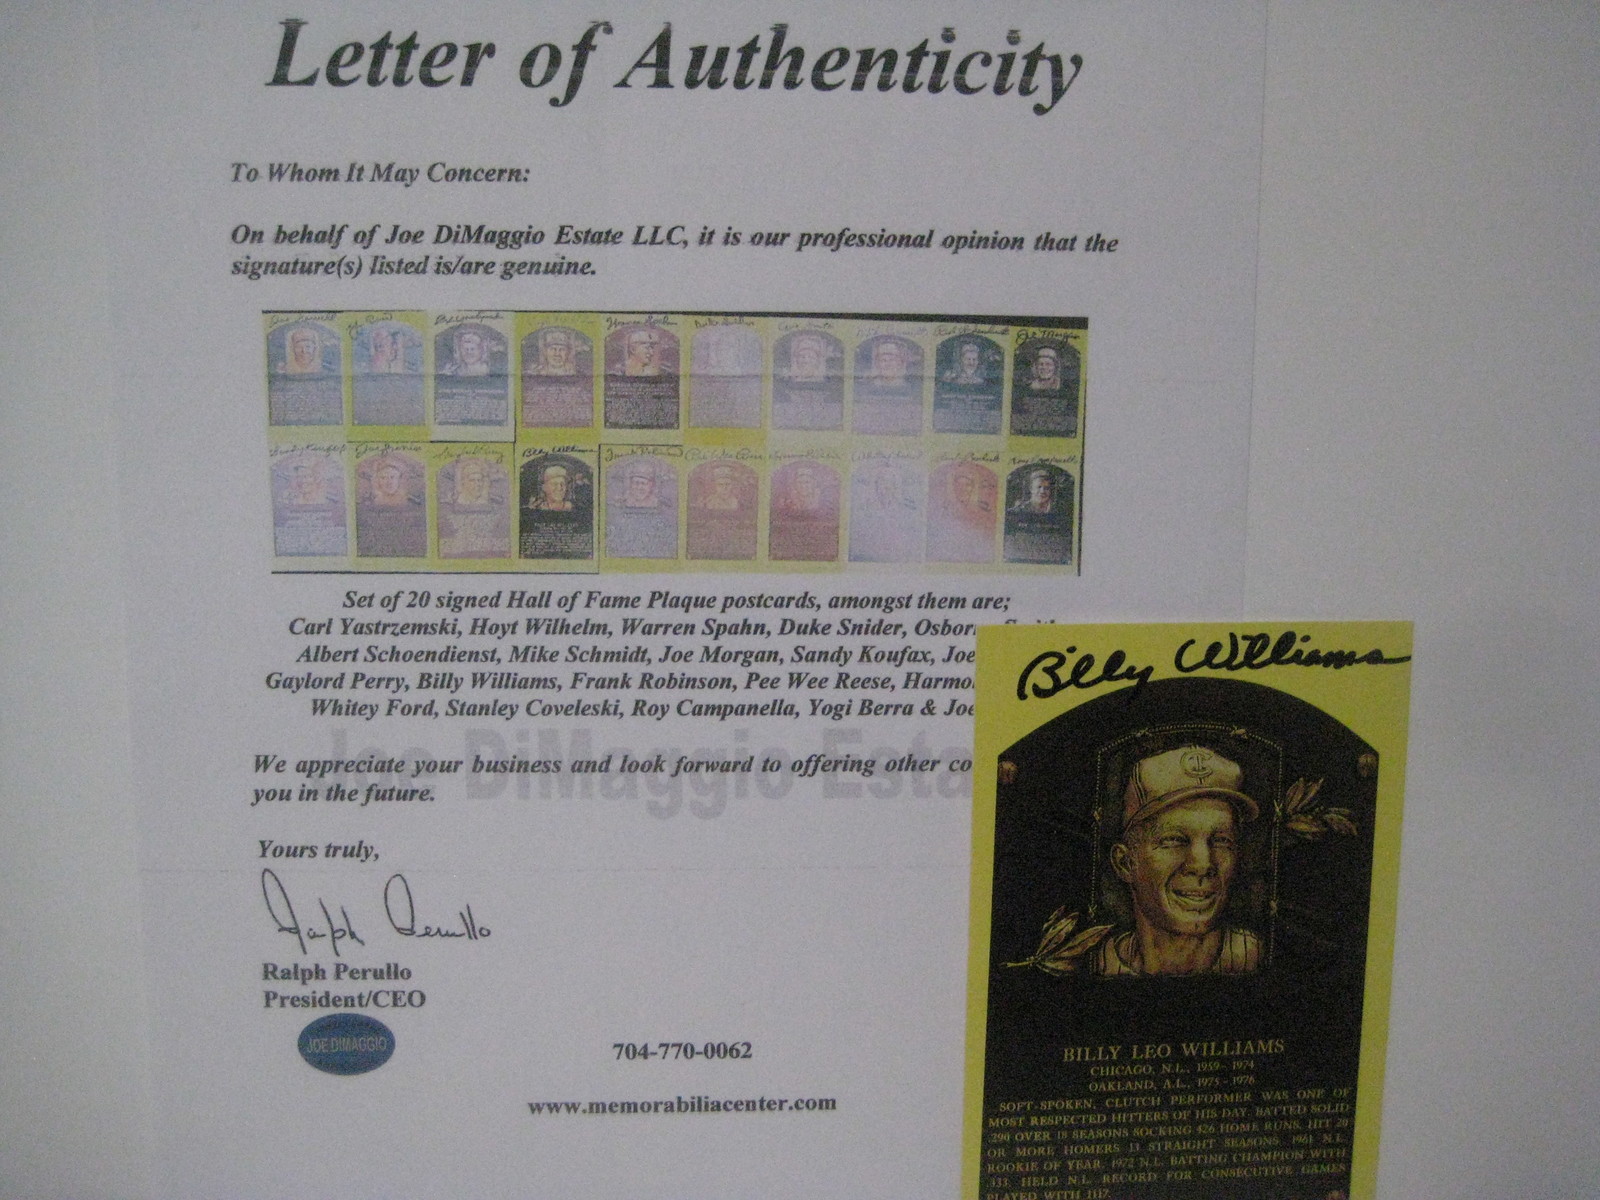 Letter of Authenticity
To Whom It May Concern:
On behalf of Joe DiMaggio Estate LLC, it is our professional opinion that the
signature(s) listed is/are genuine.
Billy Williams
Set of 20 signed Hall of Fame Plaque postcards, amongst them are;
Carl Yastrzemski, Hoyt Wilhelm, Warren Spahn, Duke Snider,
Albert Schoendienst, Mike Schmidt, Joe Morgan, Sandy Koufax, Joe
Gaylord Perry, Billy Williams, Frank Robinson, Pee Wee Reese,
Whitey Ford, Stanley Coveleski, Roy Campanella, Yogi Berra & Joe
Joe DiMaggio Esta
We appreciate your business and look forward to offering other co
you in the future.
Yours truly,
Ralph Perullo
Ralph Perullo
President/CEO
JOE DIMAGGIO
704-770-0062
www.memorabiliacenter.com
Billy Williams
BILLY LEO WILLIAMS
CHICAGO, N.L., 1959-1974
OAKLAND, A.L., 1975-1976
SOFT-SPOKEN, CLUTCH PERFORMER WAS ONE OF
MOST RESPECTED HITTERS OF HIS DAY. BATTED SOLID
.290 OVER 18 SEASONS SOCKING 426 HOME RUNS. HIT 20
OR MORE HOMERS 13 STRAIGHT SEASONS. 1961 N.L.
ROOKIE OF YEAR. 1972 N.L. BATTING CHAMPION WITH
.333. HELD N.L. RECORD FOR CONSECUTIVE GAMES
PLAYED WITH 1117.